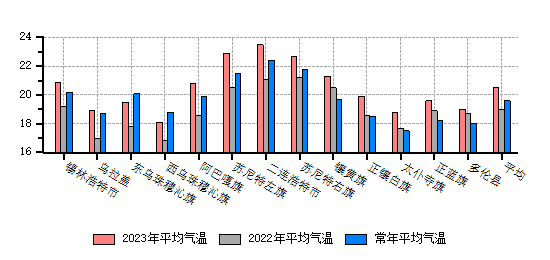 24
22
20
18
16
锡林浩特市
乌拉盖
东乌珠穆沁旗
西乌珠穆沁旗
阿巴嘎旗
苏尼特左旗
二连浩特市
苏尼特右旗
镶黄旗
正镶白旗
太仆寺旗
正蓝旗
多伦县
平均
2023年平均气温 2022年平均气温 常年平均气温